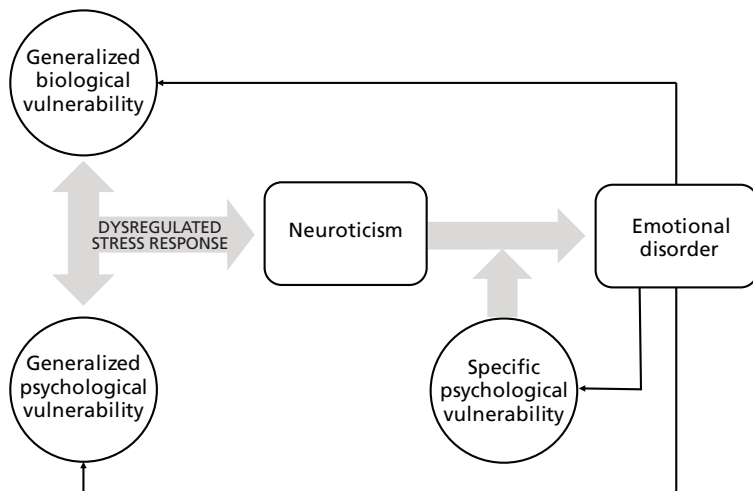 Generalized
biological
vulnerability
DYSREGULATED
STRESS RESPONSE
Neuroticism
Emotional
disorder
Generalized
psychological
vulnerability
Specific
psychological
vulnerability